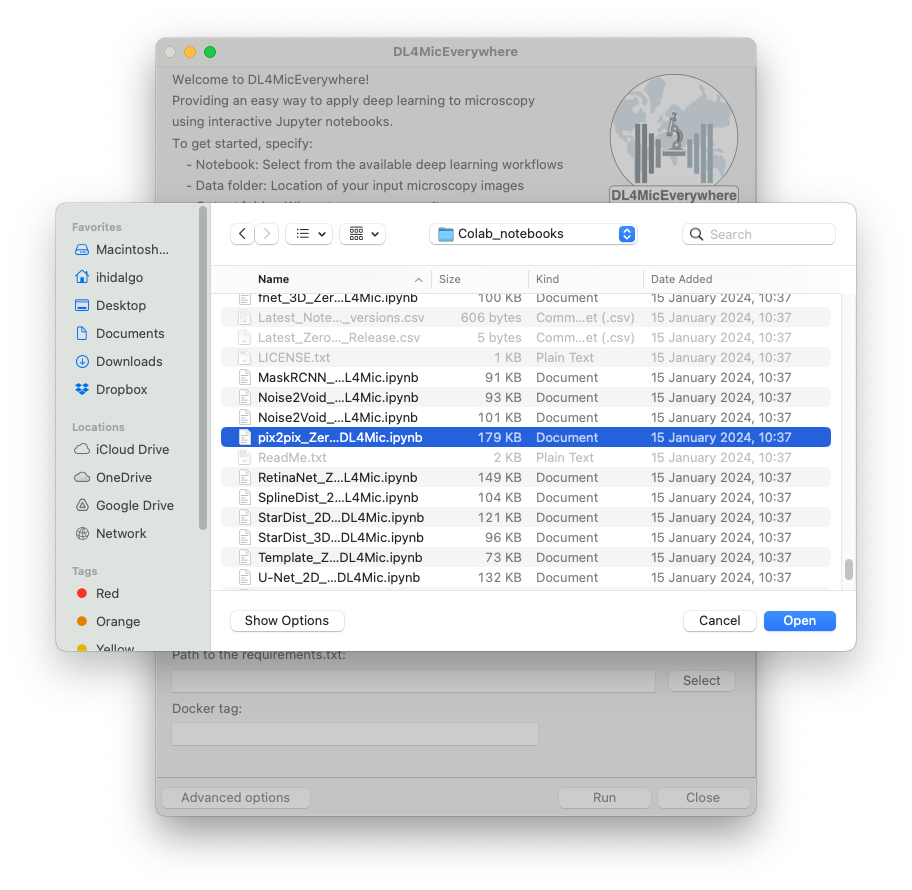 DL4MicEverywhere
Welcome to DL4MicEverywhere!
Providing an easy way to apply deep learning to microscopy
using interactive Jupyter notebooks.
To get started, specify:
- Notebook: Select from the available deep learning workflows
- Data folder: Location of your input microscopy images
DL4MicEverywhere
Favorites
Macintosh...
ihidalgo
Desktop
Documents
Downloads
Dropbox
Locations
iCloud Drive
OneDrive
Google Drive
Network
Tags
Red
Orange
Yellow
Colab_notebooks
Search
Name Size Kind Date Added
fnet_3D_Zer...L4Mic.ipynb 100 KB Document 15 January 2024, 10:37
Latest_Note..._versions.csv 606 bytes Comm...et (.csv) 15 January 2024, 10:37
Latest_Zero..._Release.csv 5 bytes Comm...et (.csv) 15 January 2024, 10:37
LICENSE.txt 1 KB Plain Text 15 January 2024, 10:37
MaskRCNN_...L4Mic.ipynb 91 KB Document 15 January 2024, 10:37
Noise2Void_...L4Mic.ipynb 93 KB Document 15 January 2024, 10:37
Noise2Void_...L4Mic.ipynb 101 KB Document 15 January 2024, 10:37
pix2pix_Zer...DL4Mic.ipynb 179 KB Document 15 January 2024, 10:37
ReadMe.txt 2 KB Plain Text 15 January 2024, 10:37
RetinaNet_Z...L4Mic.ipynb 149 KB Document 15 January 2024, 10:37
SplineDist_2...L4Mic.ipynb 104 KB Document 15 January 2024, 10:37
StarDist_2D...DL4Mic.ipynb 121 KB Document 15 January 2024, 10:37
StarDist_3D...DL4Mic.ipynb 96 KB Document 15 January 2024, 10:37
Template_Z...DL4Mic.ipynb 73 KB Document 15 January 2024, 10:37
U-Net_2D_...DL4Mic.ipynb 132 KB Document 15 January 2024, 10:37
Show Options Cancel Open
Path to the requirements.txt:
Select
Docker tag:
Advanced options Run Close